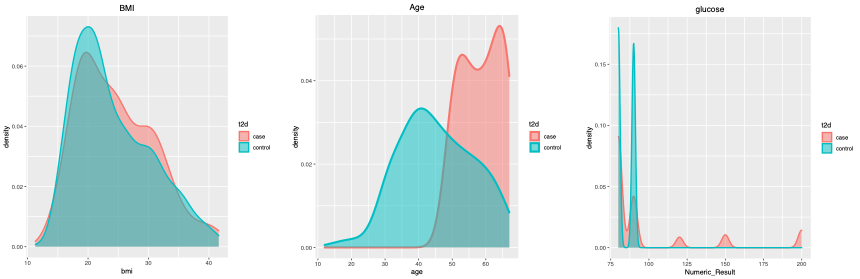 BMI
density
0.06
0.04
0.02
0.00
10
20
30
40
bmi
t2d
case
control
Age
density
0.04
0.02
0.00
10
20
30
40
50
60
age
t2d
case
control
glucose
density
0.15
0.10
0.05
0.00
75
100
125
150
175
200
Numeric_Result
t2d
case
control